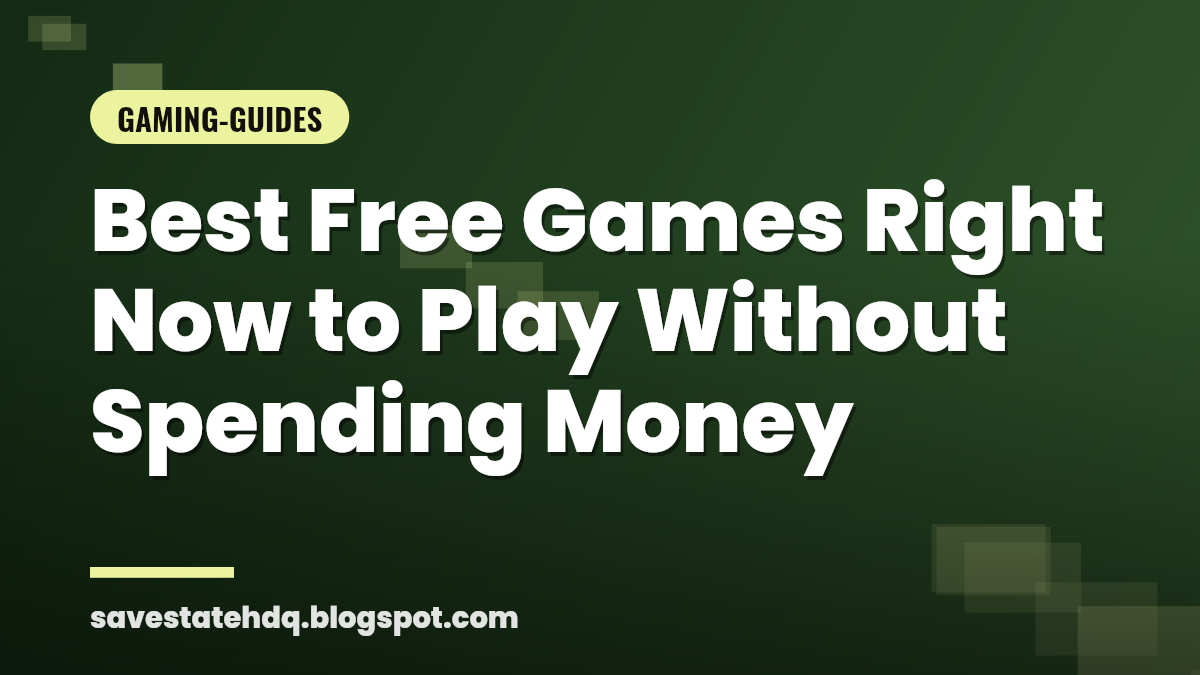 GAMING-GUIDES
Best Free Games Right
Now to Play Without
Spending Money
savestatehdq.blogspot.com